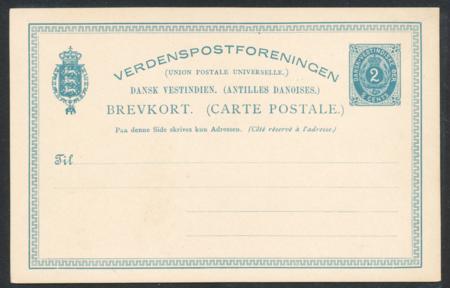 VERDENSPOSTFORENINGEN
(UNION POSTALE UNIVERSELLE.)
DANSK VESTINDIEN. (ANTILLES DANOISES.)
BREVKORT. (CARTE POSTALE.)
Paa denne Side skrives kun Adressen. (Côté réservé à l'adresse.)
2
CENTS
Til